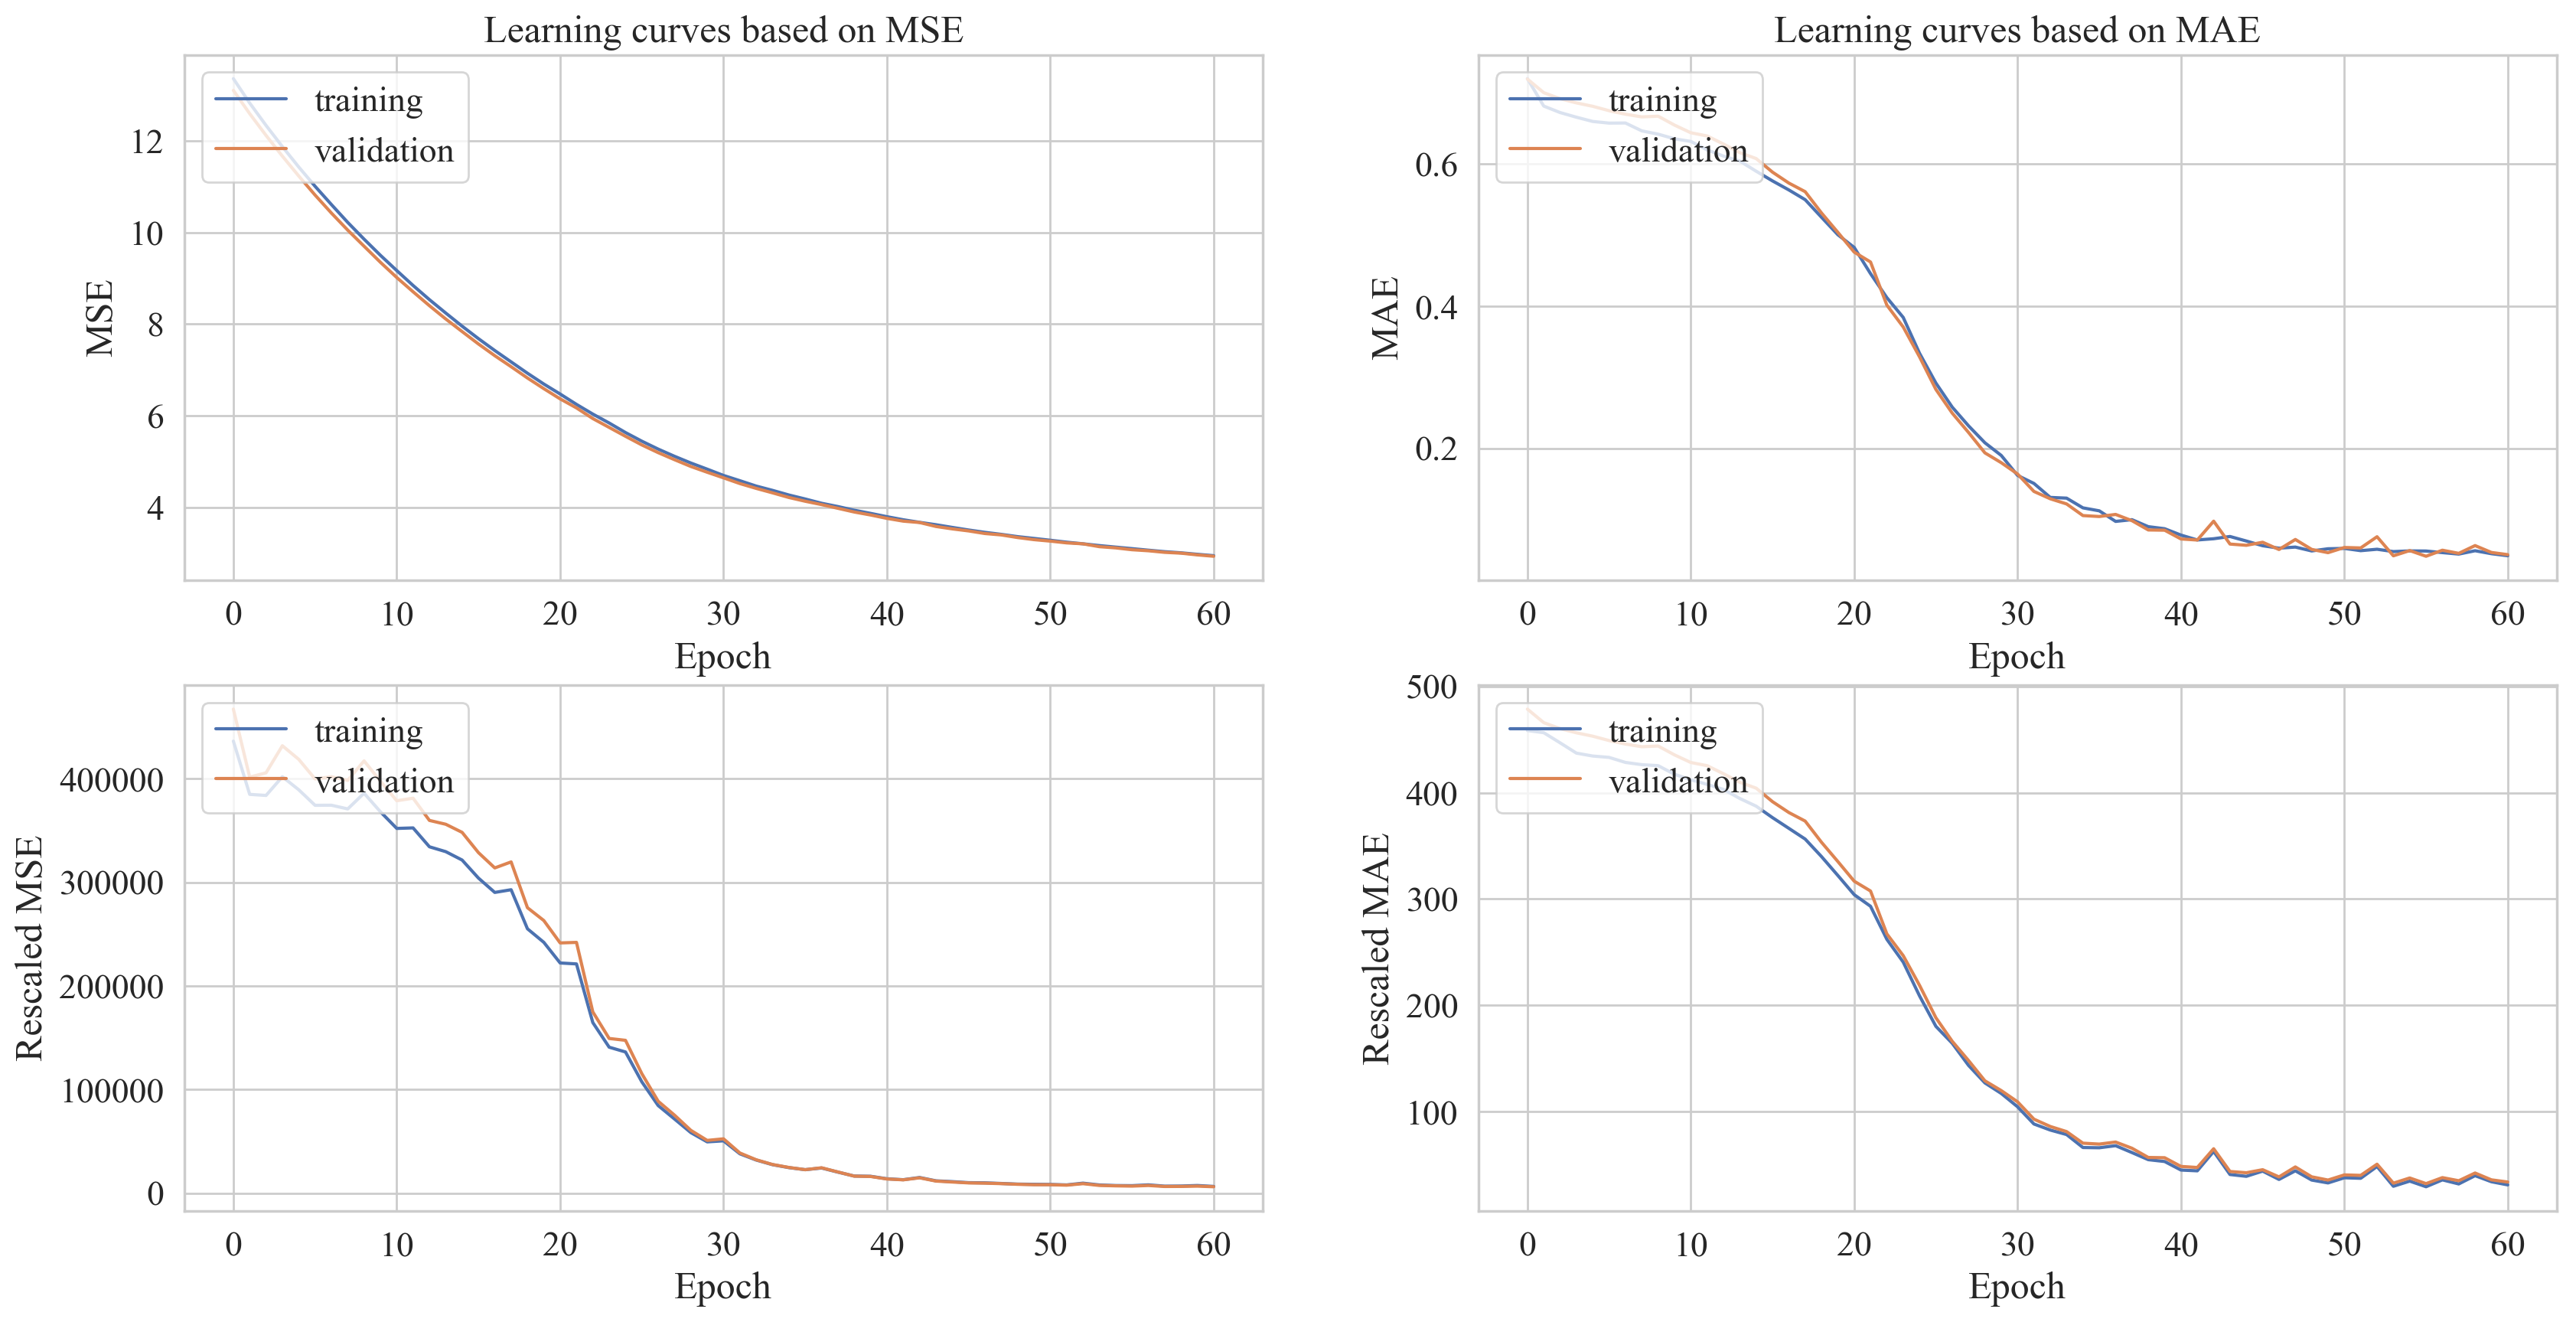 Learning curves based on MSE
training
validation
12
10
8
6
4
MSE
0 10 20 30 40 50 60
Epoch
Learning curves based on MAE
training
validation
0.6
0.4
0.2
MAE
0 10 20 30 40 50 60
Epoch
training
validation
400000
300000
200000
100000
0
Rescaled MSE
0 10 20 30 40 50 60
Epoch
training
validation
500
400
300
200
100
Rescaled MAE
0 10 20 30 40 50 60
Epoch